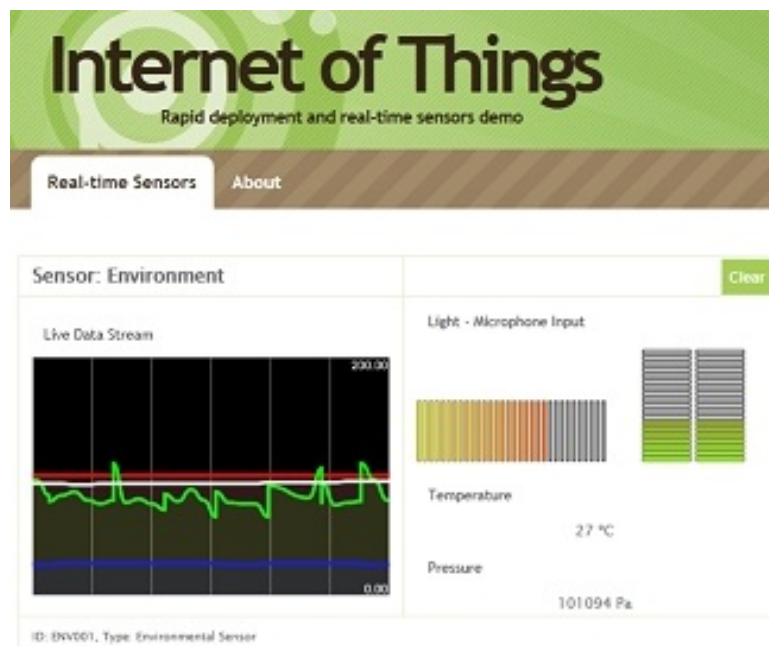 Internet of Things
Rapid deployment and real-time sensors demo
Real-time Sensors
About
Sensor: Environment
Clear
Live Data Stream
200.00
0.00
Light - Microphone Input
Temperature
27 °C
Pressure
101094 Pa
ID: ENV001, Type: Environmental Sensor